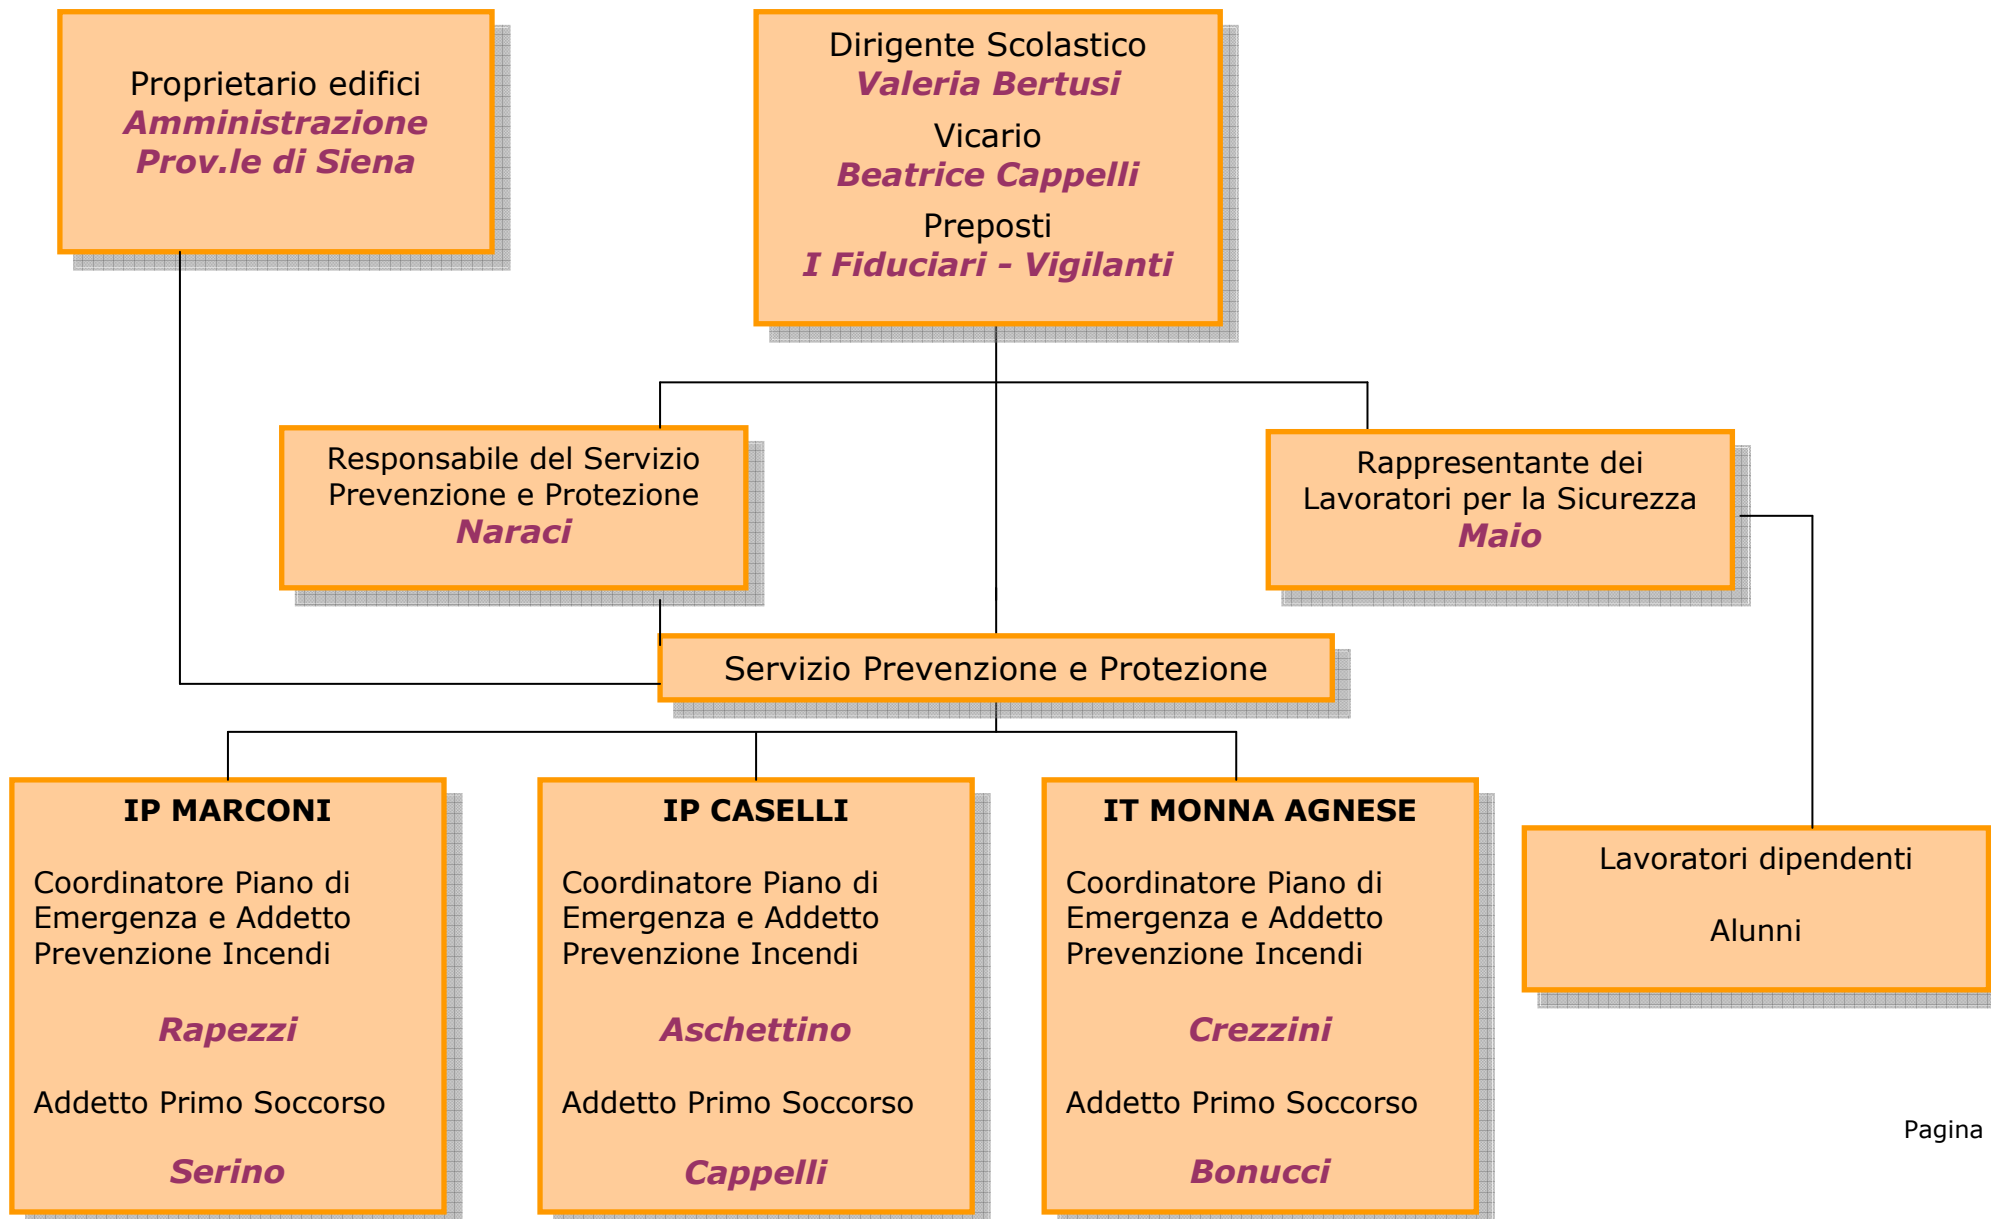 Proprietario edifici
Amministrazione
Prov.le di Siena
Dirigente Scolastico
Valeria Bertusi
Vicario
Beatrice Cappelli
Preposti
I Fiduciari - Vigilanti
Responsabile del Servizio
Prevenzione e Protezione
Naraci
Rappresentante dei
Lavoratori per la Sicurezza
Maio
Servizio Prevenzione e Protezione
IP MARCONI
Coordinatore Piano di
Emergenza e Addetto
Prevenzione Incendi
Rapezzi
Addetto Primo Soccorso
Serino
IP CASELLI
Coordinatore Piano di
Emergenza e Addetto
Prevenzione Incendi
Aschettino
Addetto Primo Soccorso
Cappelli
IT MONNA AGNESE
Coordinatore Piano di
Emergenza e Addetto
Prevenzione Incendi
Crezzini
Addetto Primo Soccorso
Bonucci
Lavoratori dipendenti
Alunni
Pagina